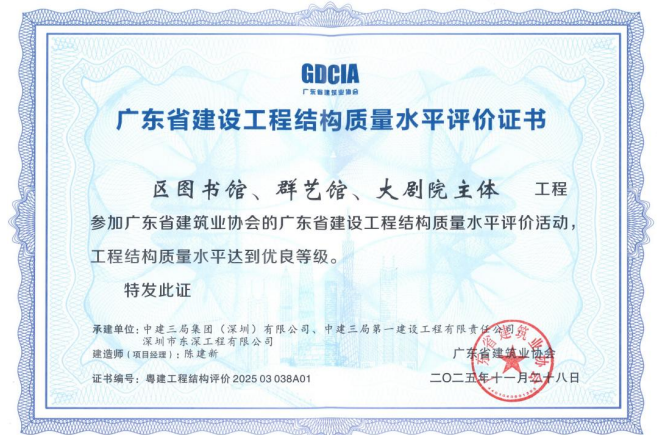 GDCIA
广东省建筑业协会
广东省建设工程结构质量水平评价证书
区图书馆、群艺馆、大剧院主体 工程
参加广东省建筑业协会的广东省建设工程结构质量水平评价活动，
工程结构质量水平达到优良等级。
特发此证
承建单位：中建三局集团（深圳）有限公司、中建三局第一建设工程有限责任公司、
深圳市东深工程有限公司
建造师（项目经理）：陈建新
广东省建筑业协会
证书编号：粤建工程结构评价 2025 03 038A01
二〇二五年十一月二十八日
广东省建筑业协会